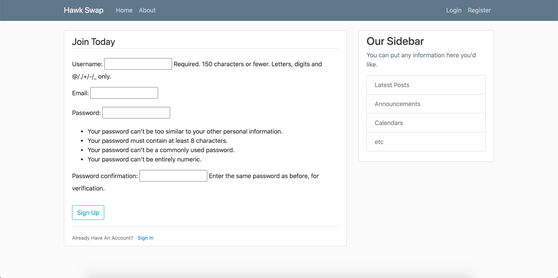 Hawk Swap Home About Login Register
Join Today
Username: Required. 150 characters or fewer. Letters, digits and
@/./+/-/_ only.
Email:
Password:
• Your password can't be too similar to your other personal information.
• Your password must contain at least 8 characters.
• Your password can't be a commonly used password.
• Your password can't be entirely numeric.
Password confirmation: Enter the same password as before, for
verification.
Sign Up
Already Have An Account? Sign In
Our Sidebar
You can put any information here you'd
like.
Latest Posts
Announcements
Calendars
etc